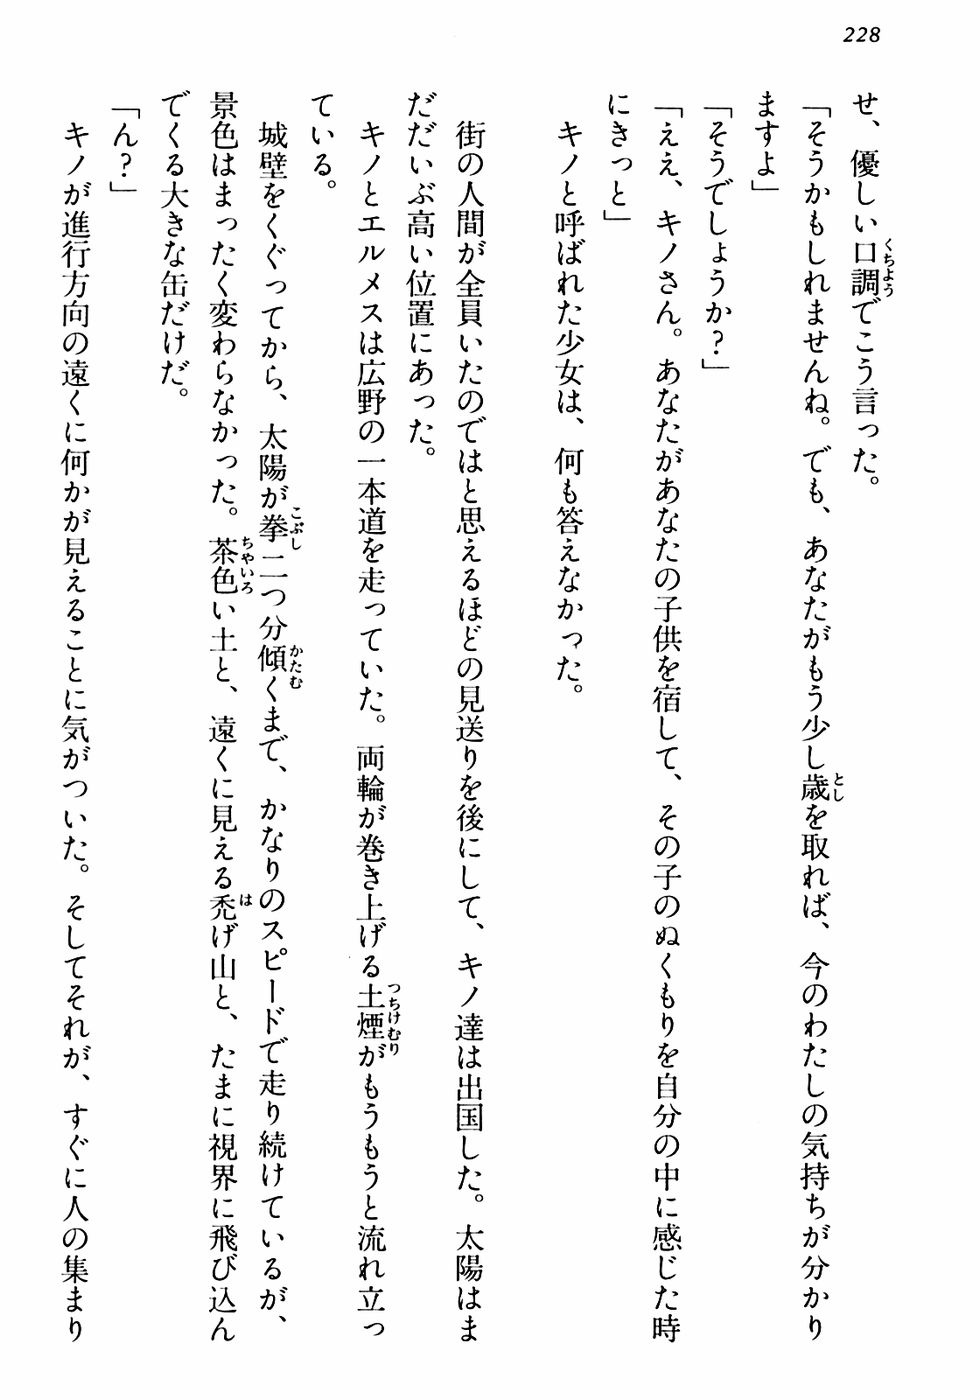 228
せ、優しい口調でこう言った。
「そうかもしれませんね。でも、あなたがもう少し歳を取れば、今のわたしの気持ちが分かり
ますよ」
「そうでしょうか？」
「ええ、キノさん。あなたがあなたの子供を宿して、その子のぬくもりを自分の中に感じた時
にきっと」
キノと呼ばれた少女は、何も答えなかった。
街の人間が全員いたのではと思えるほどの見送りを後にして、キノ達は出国した。太陽はま
だだいぶ高い位置にあった。
キノとエルメスは広野の一本道を走っていた。両輪が巻き上げる土煙がもうもうと流れ立っ
ている。
城壁をくぐってから、太陽が拳二つ分傾くまで、かなりのスピードで走り続けているが、
景色はまったく変わらなかった。茶色い土と、遠くに見える禿げ山と、たまに視界に飛び込ん
でくる大きな缶だけだ。
「ん？」
キノが進行方向の遠くに何かが見えることに気がついた。そしてそれが、すぐに人の集まり